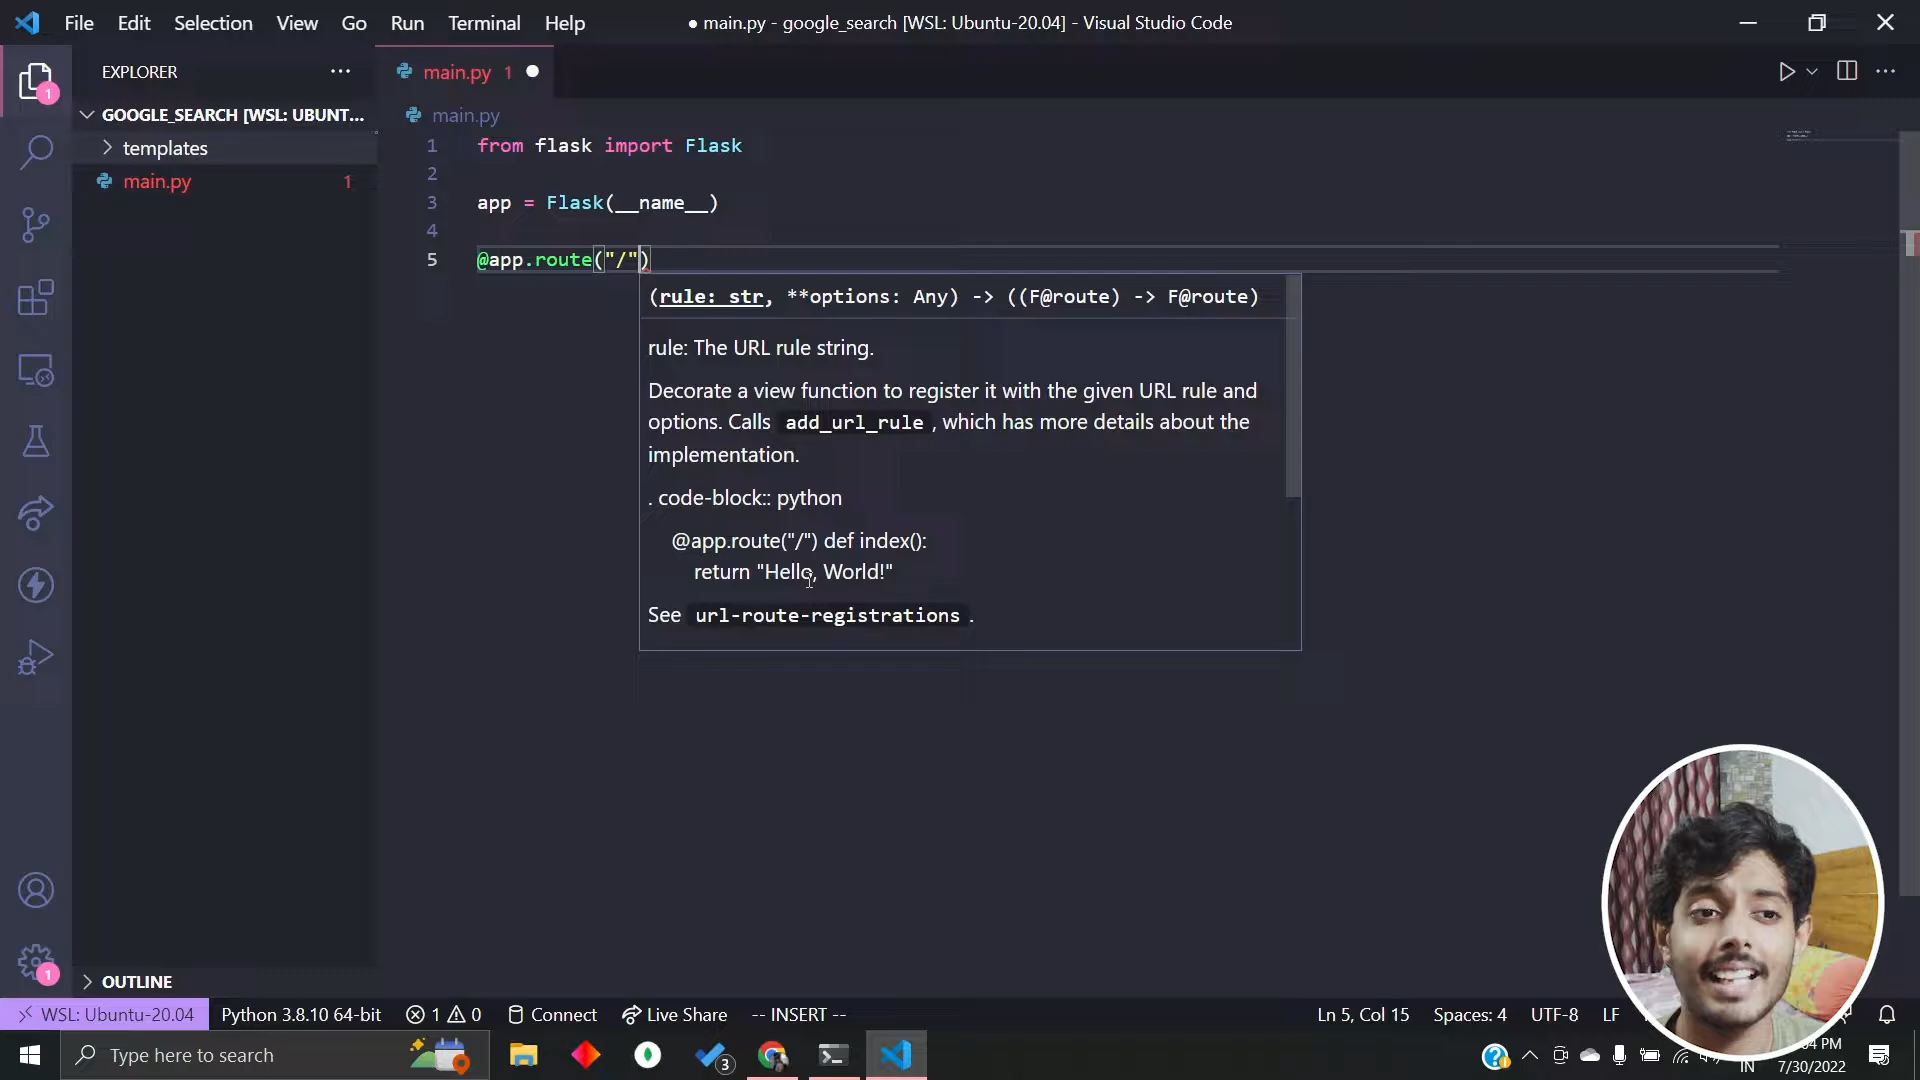 File Edit Selection View Go Run Terminal Help
● main.py - google_search [WSL: Ubuntu-20.04] - Visual Studio Code
EXPLORER
main.py 1
1
GOOGLE_SEARCH [WSL: UBUNT...
main.py
templates
main.py 1
1 from flask import Flask
2
3 app = Flask(__name__)
4
5 @app.route("/")
(rule: str, **options: Any) -> ((F@route) -> F@route)
rule: The URL rule string.
Decorate a view function to register it with the given URL rule and
options. Calls add_url_rule , which has more details about the
implementation.
. code-block:: python
@app.route("/") def index():
return "Hello, World!"
See url-route-registrations .
1
OUTLINE
WSL: Ubuntu-20.04 Python 3.8.10 64-bit 1 0 Connect Live Share -- INSERT -- Ln 5, Col 15 Spaces: 4 UTF-8 LF
Type here to search
3
04 PM
IN
7/30/2022